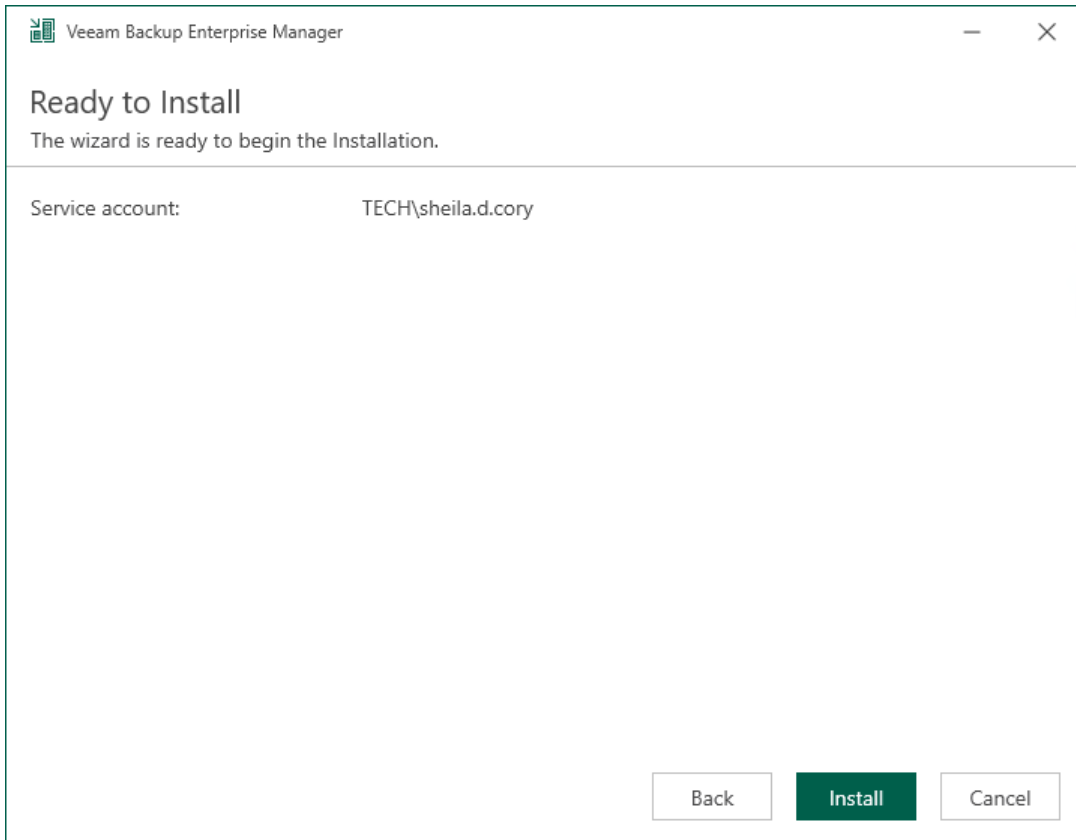 Veeam Backup Enterprise Manager
Ready to Install
The wizard is ready to begin the Installation.
Service account: TECH\sheila.d.cory
Back Install Cancel